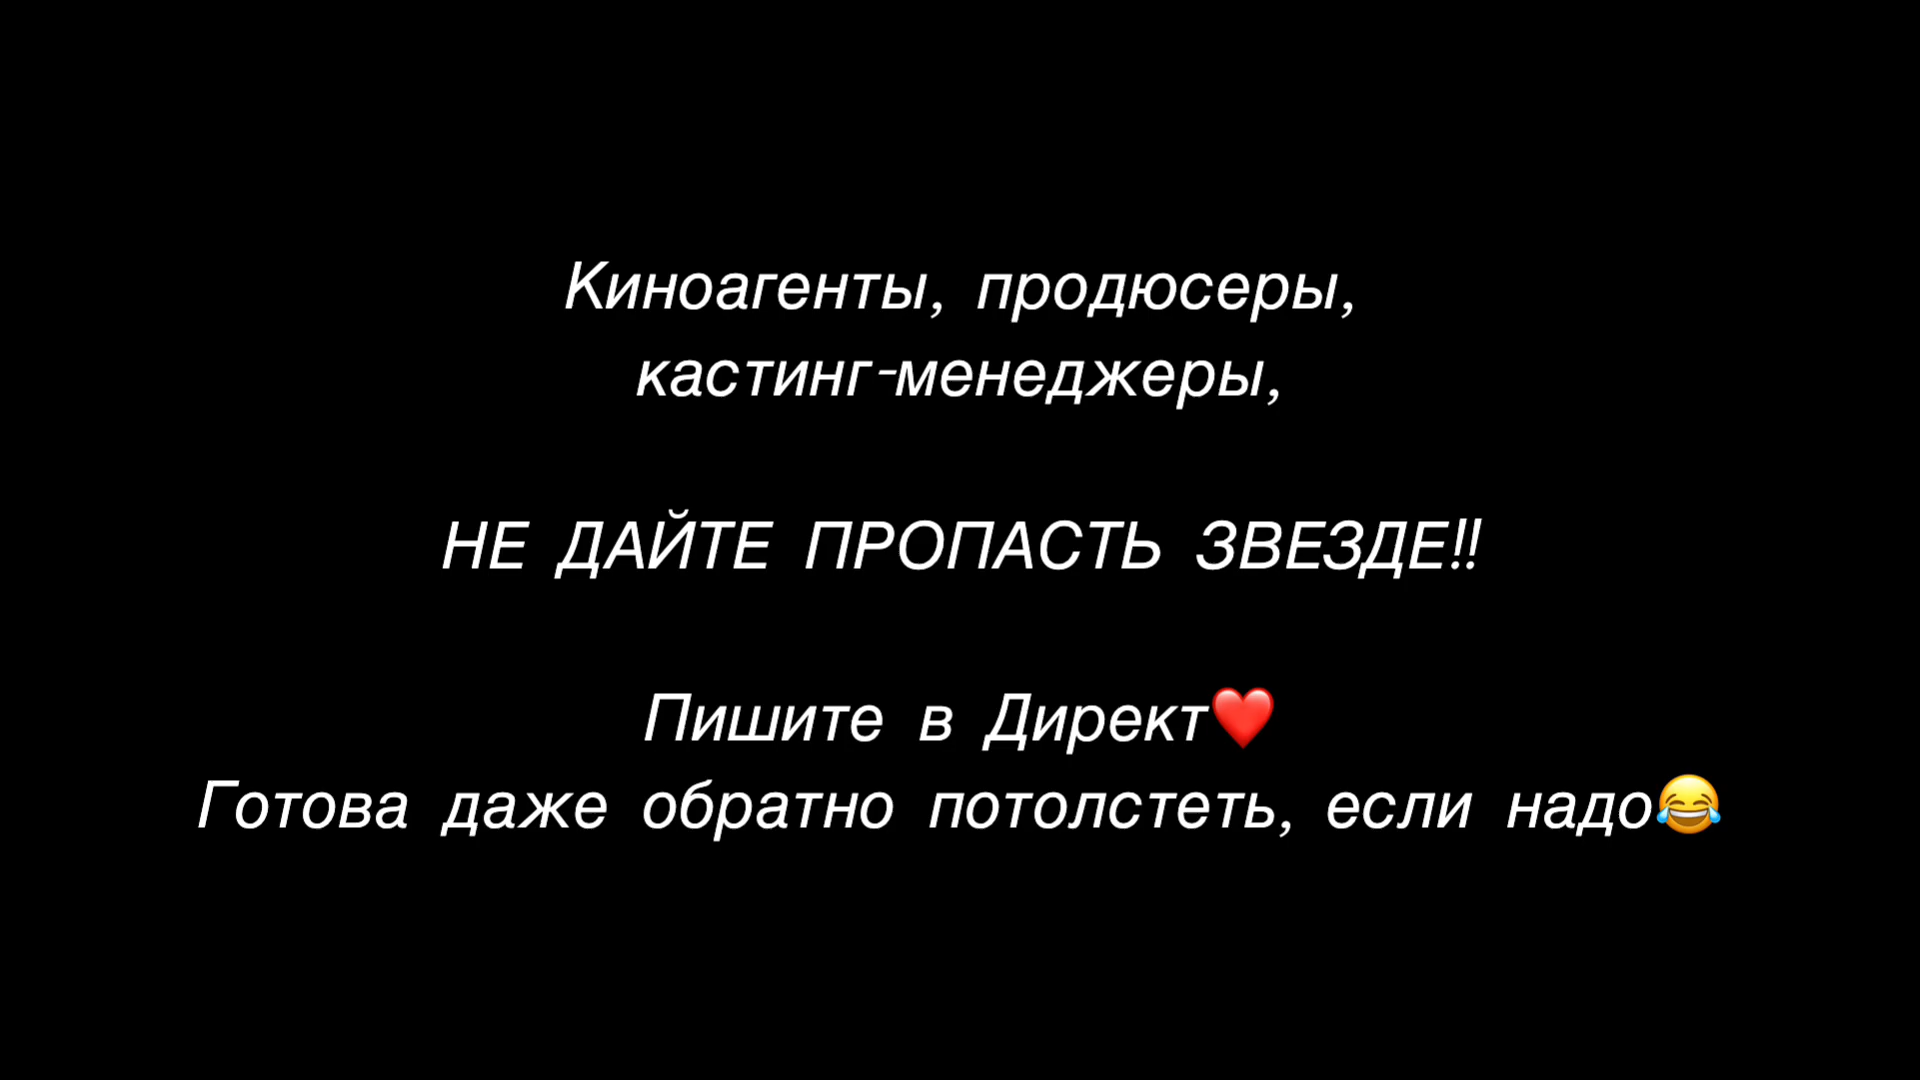 Киноагенты, продюсеры,
кастинг-менеджеры,
НЕ ДАЙТЕ ПРОПАСТЬ ЗВЕЗДЕ!!
Пишите в Директ❤️
Готова даже обратно потолстеть, если надо😂